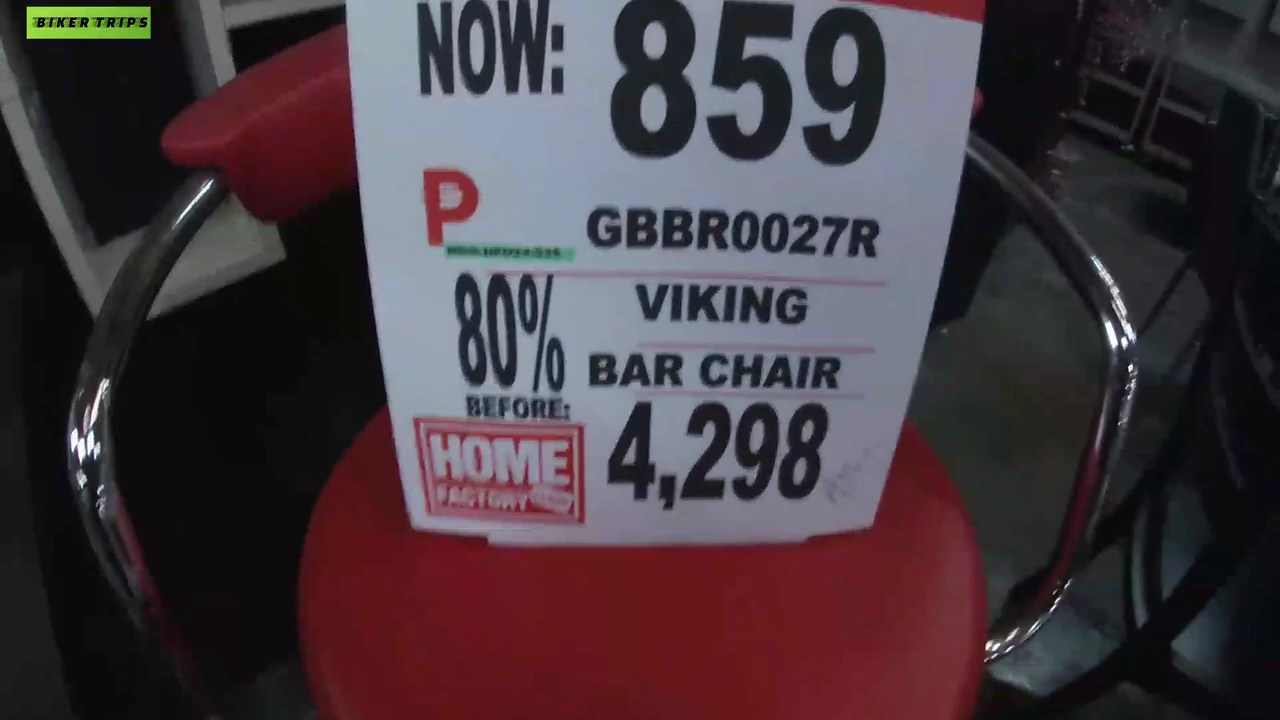 BIKER TRIPS
NOW: 859
P GBBR0027R
80% VIKING
BAR CHAIR
BEFORE: 4,298
HOME
FACTORY